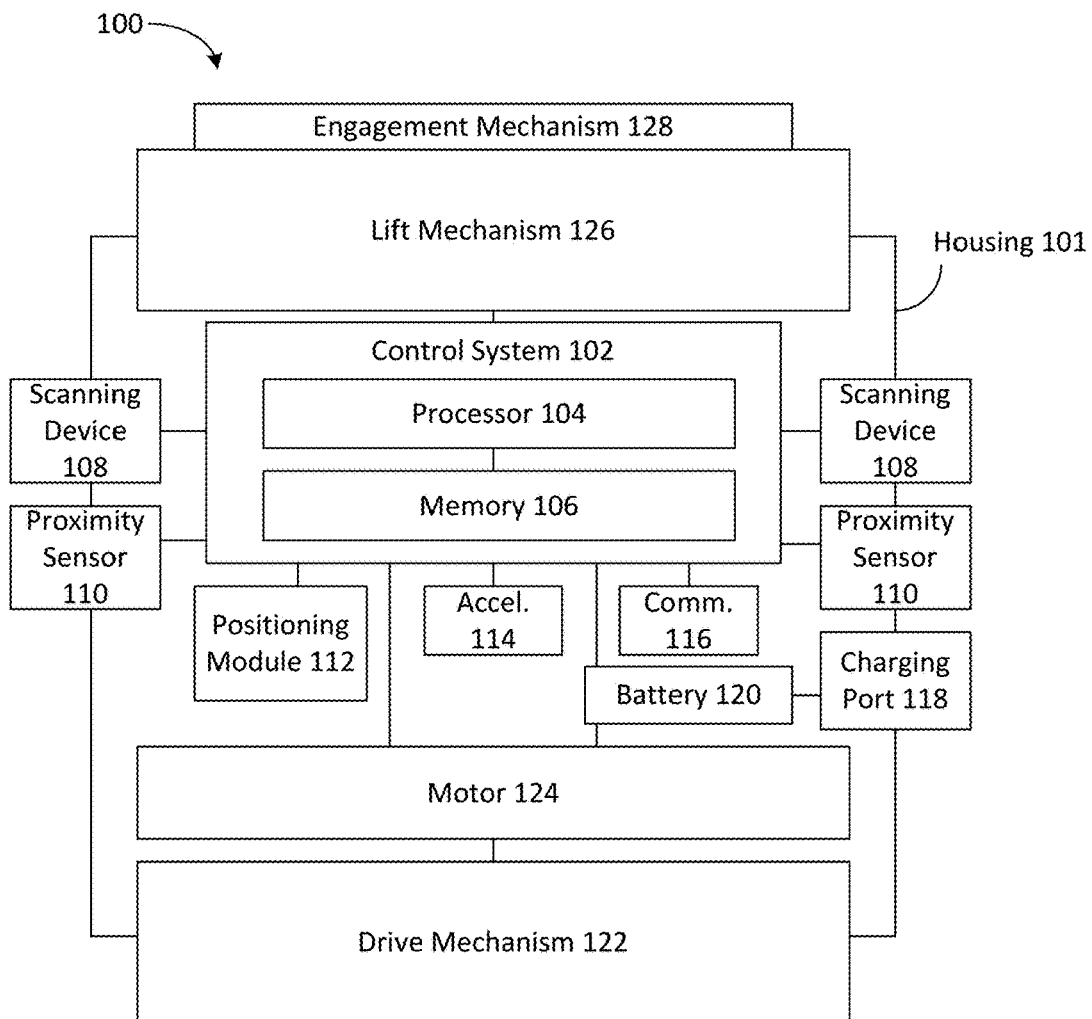 100
Engagement Mechanism 128
Lift Mechanism 126
Housing 101
Control System 102
Processor 104
Memory 106
Scanning
Device
108
Scanning
Device
108
Proximity
Sensor
110
Proximity
Sensor
110
Positioning
Module 112
Accel.
114
Comm.
116
Charging
Port 118
Battery 120
Motor 124
Drive Mechanism 122